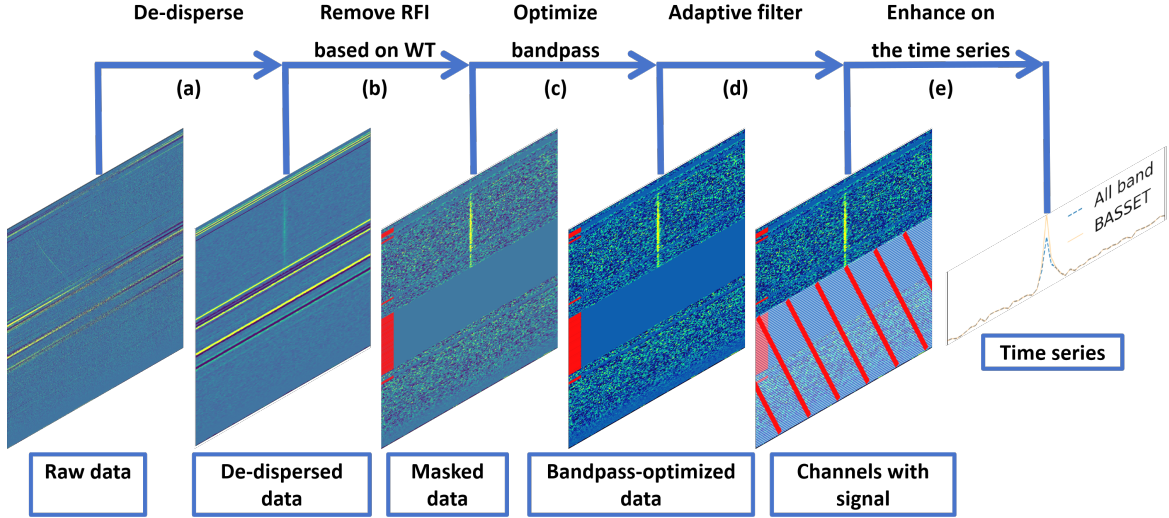 De-disperse
Remove RFI
based on WT
Optimize
bandpass
Adaptive filter
Enhance on
the time series
(a)
(b)
(c)
(d)
(e)
All band
BASSET
Time series
Raw data
De-dispersed
data
Masked
data
Bandpass-optimized
data
Channels with
signal